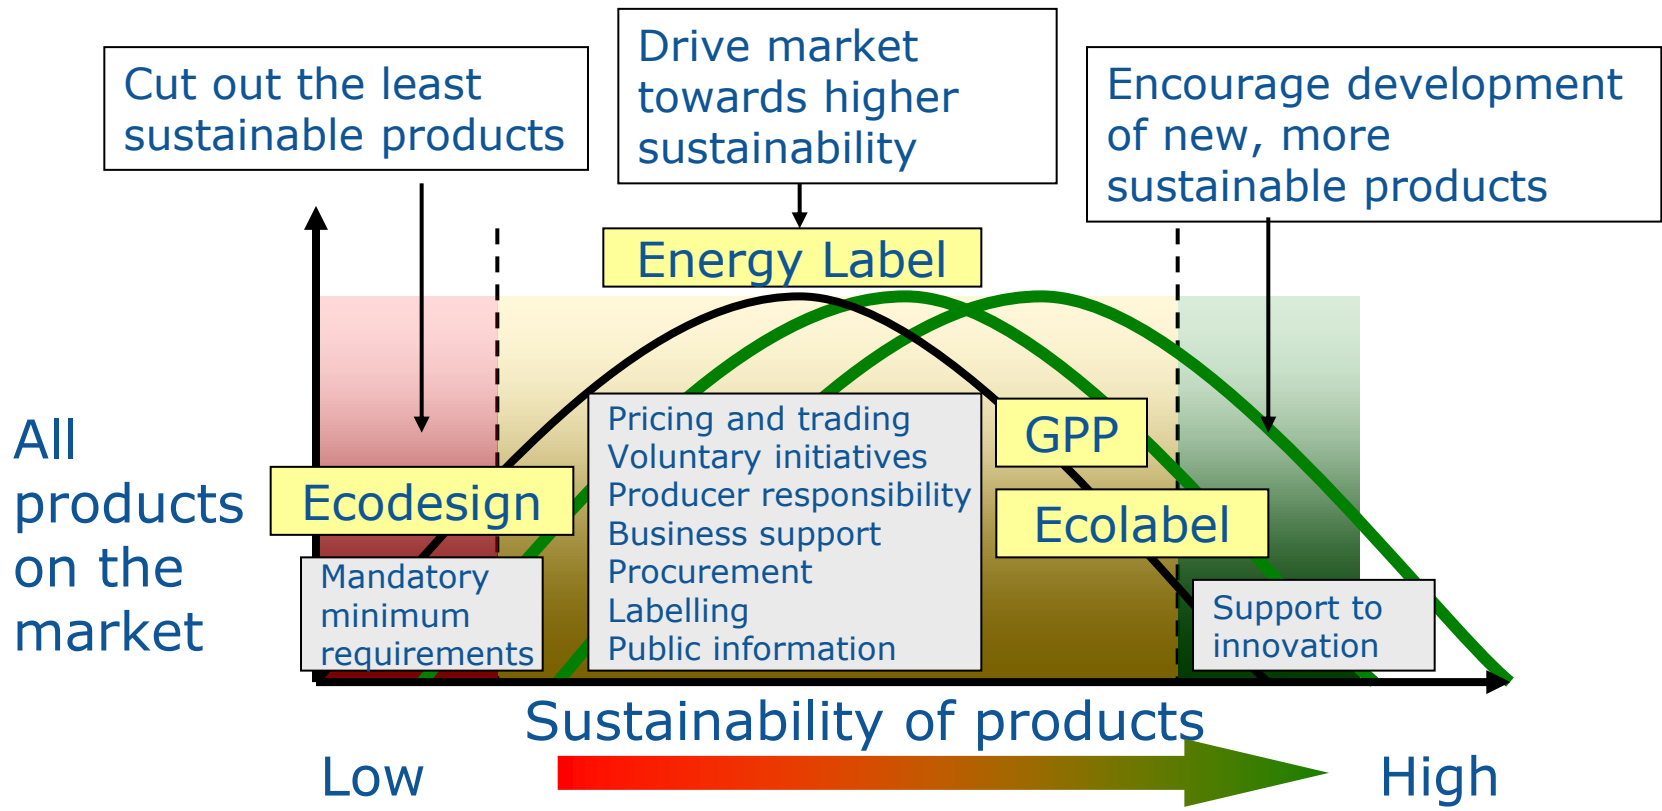 Cut out the least
sustainable products
Drive market
towards higher
sustainability
Encourage development
of new, more
sustainable products
Energy Label
All
products
on the
market
Ecodesign
Mandatory
minimum
requirements
Pricing and trading
Voluntary initiatives
Producer responsibility
Business support
Procurement
Labelling
Public information
GPP
Ecolabel
Support to
innovation
Sustainability of products
Low
High